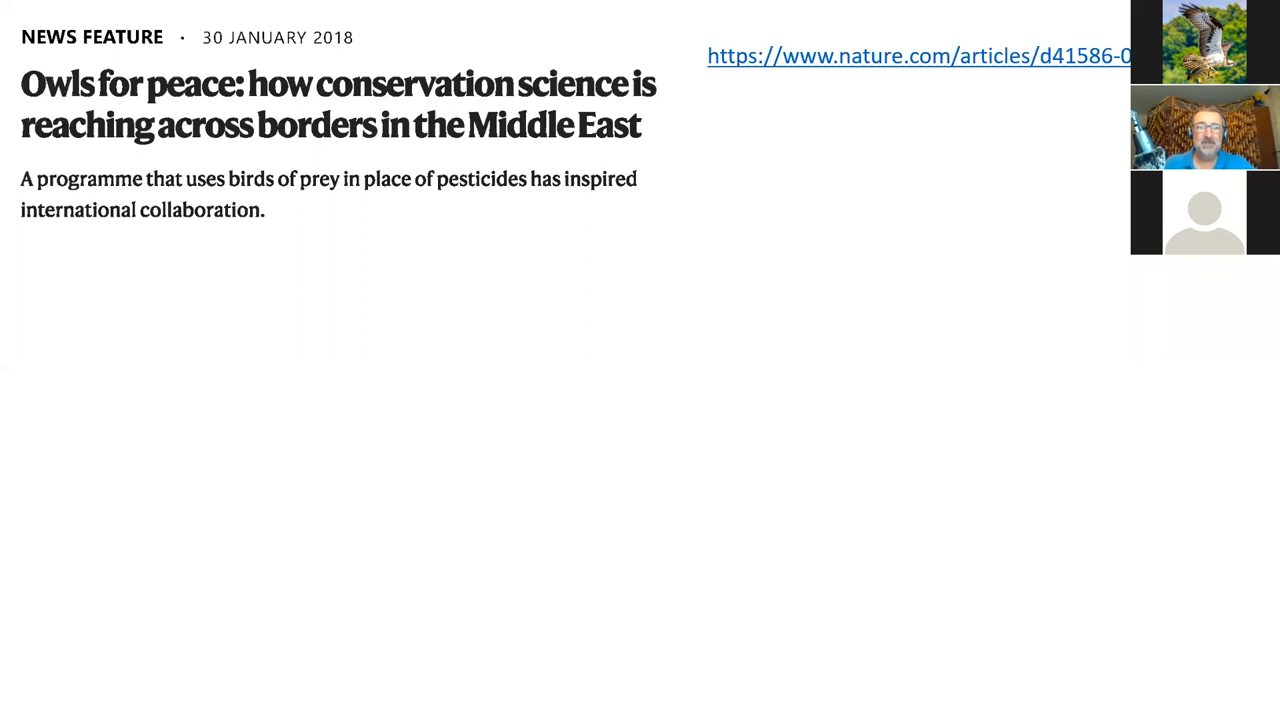 NEWS FEATURE · 30 JANUARY 2018
https://www.nature.com/articles/d41586-0
Owls for peace: how conservation science is
reaching across borders in the Middle East
A programme that uses birds of prey in place of pesticides has inspired
international collaboration.